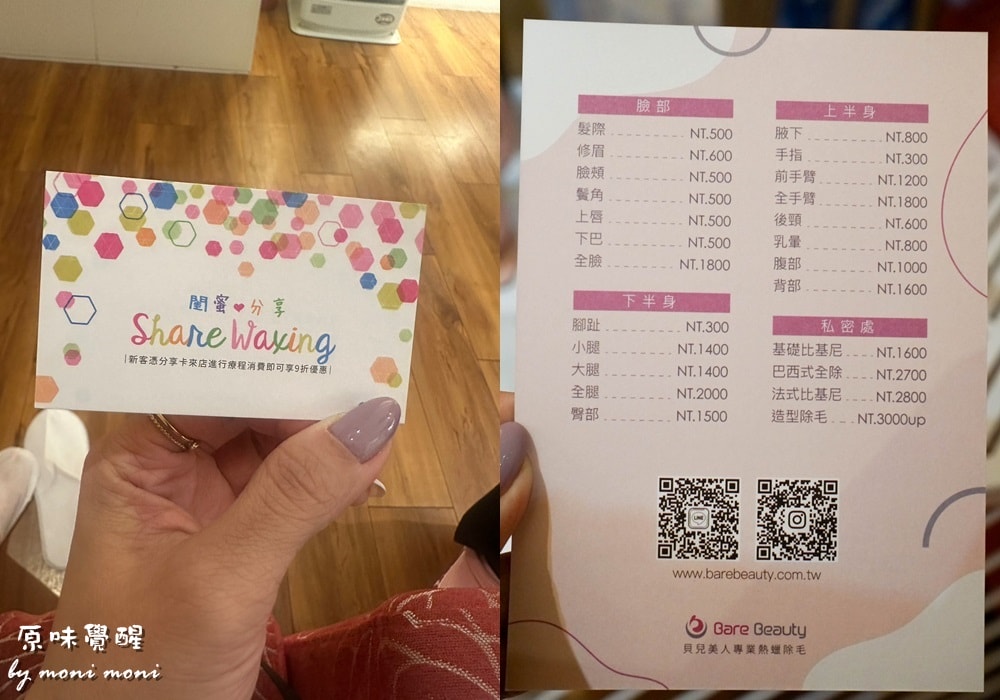 閨蜜❤分享
Share Waxing
|新客憑分享卡來店進行療程消費即可享9折優惠|
原味覺醒
by moni moni
臉部
髮際 NT.500
修眉 NT.600
臉頰 NT.500
鬢角 NT.500
上唇 NT.500
下巴 NT.500
全臉 NT.1800
下半身
腳趾 NT.300
小腿 NT.1400
大腿 NT.1400
全腿 NT.2000
臀部 NT.1500
上半身
腋下 NT.800
手指 NT.300
前手臂 NT.1200
全手臂 NT.1800
後頸 NT.600
乳暈 NT.800
腹部 NT.1000
背部 NT.1600
私密處
基礎比基尼 NT.1600
巴西式全除 NT.2700
法式比基尼 NT.2800
造型除毛 NT.3000up
LINE
www.barebeauty.com.tw
Bare Beauty
貝兒美人專業熱蠟除毛